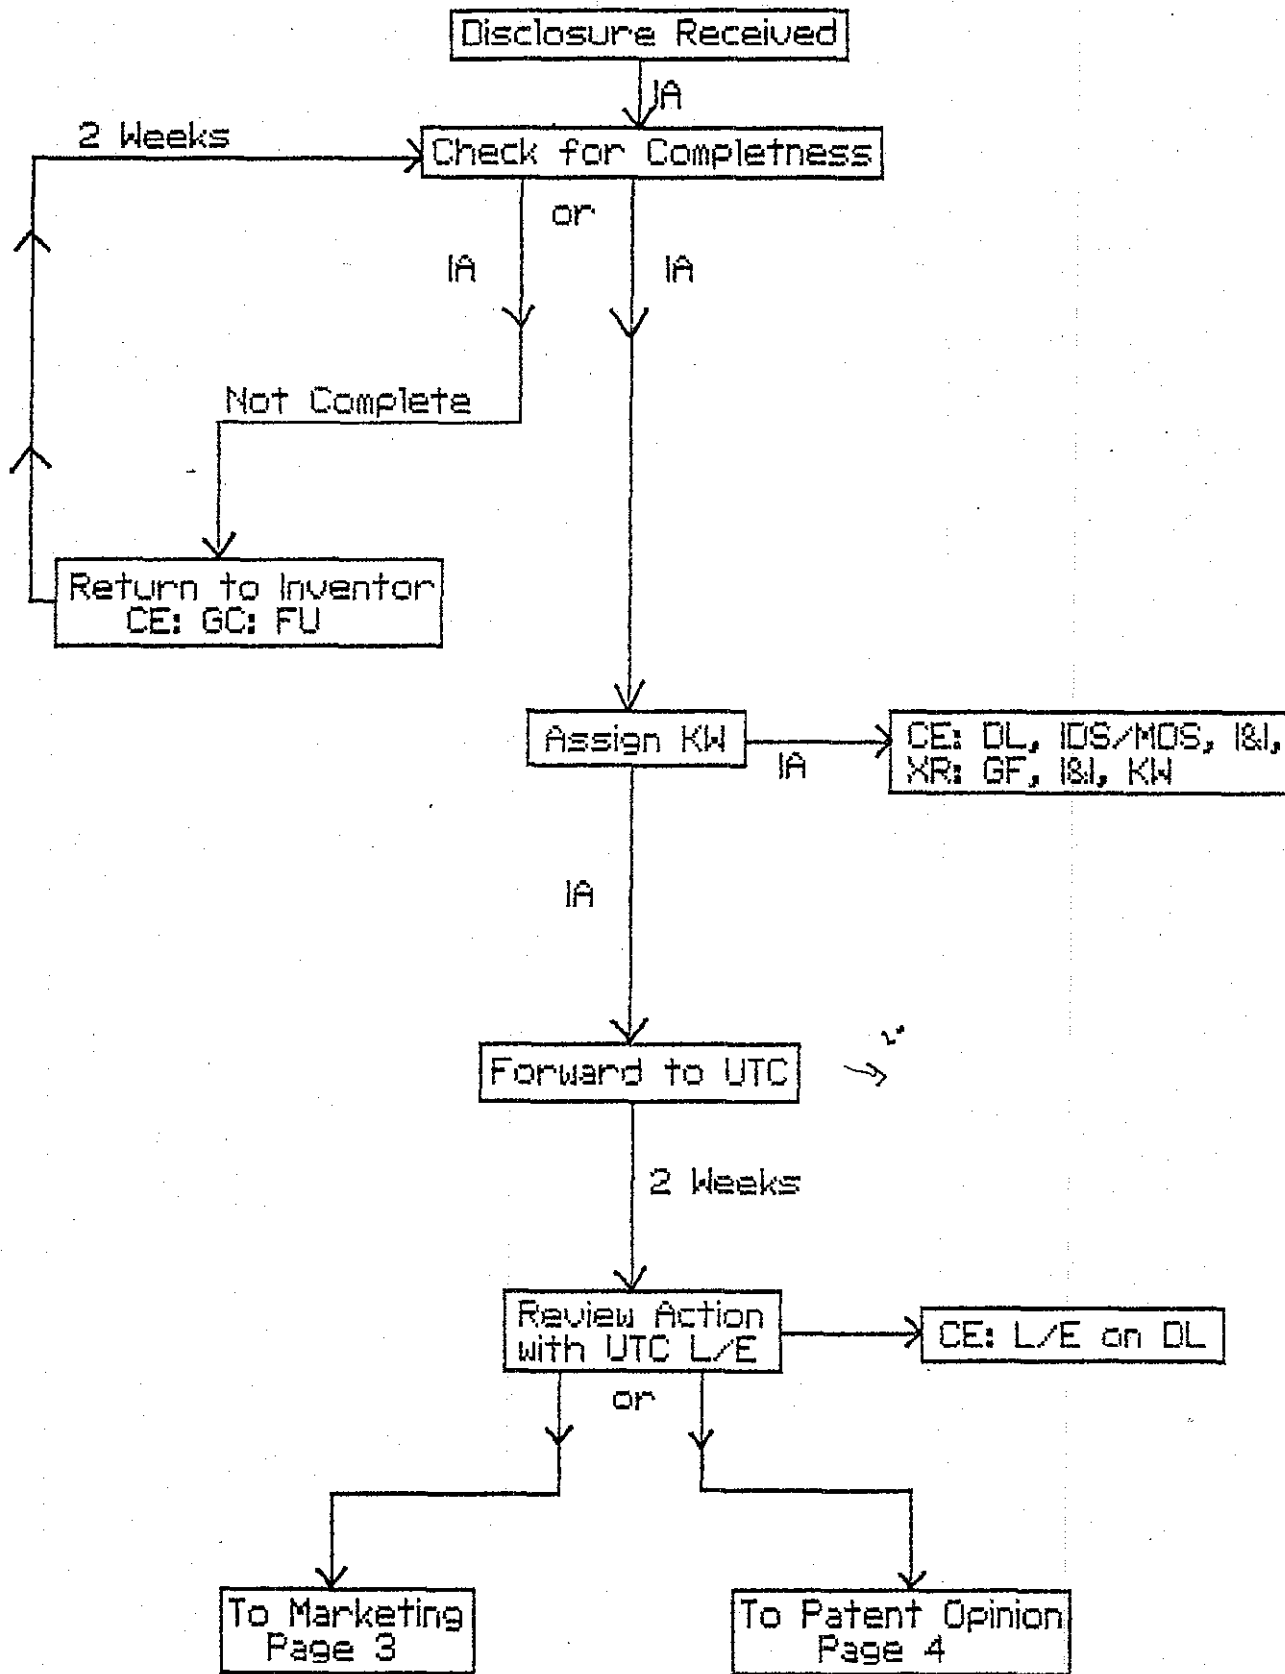 Disclosure Received
IA
2 Weeks
Check for Completness
or
IA
IA
Not Complete
Return to Inventor
CE: GC: FU
Assign KW
IA
CE: DL, IDS/MDS, I&I,
XR: GF, I&I, KW
IA
Forward to UTC
2 Weeks
Review Action
with UTC L/E
CE: L/E on DL
or
To Marketing
Page 3
To Patent Opinion
Page 4